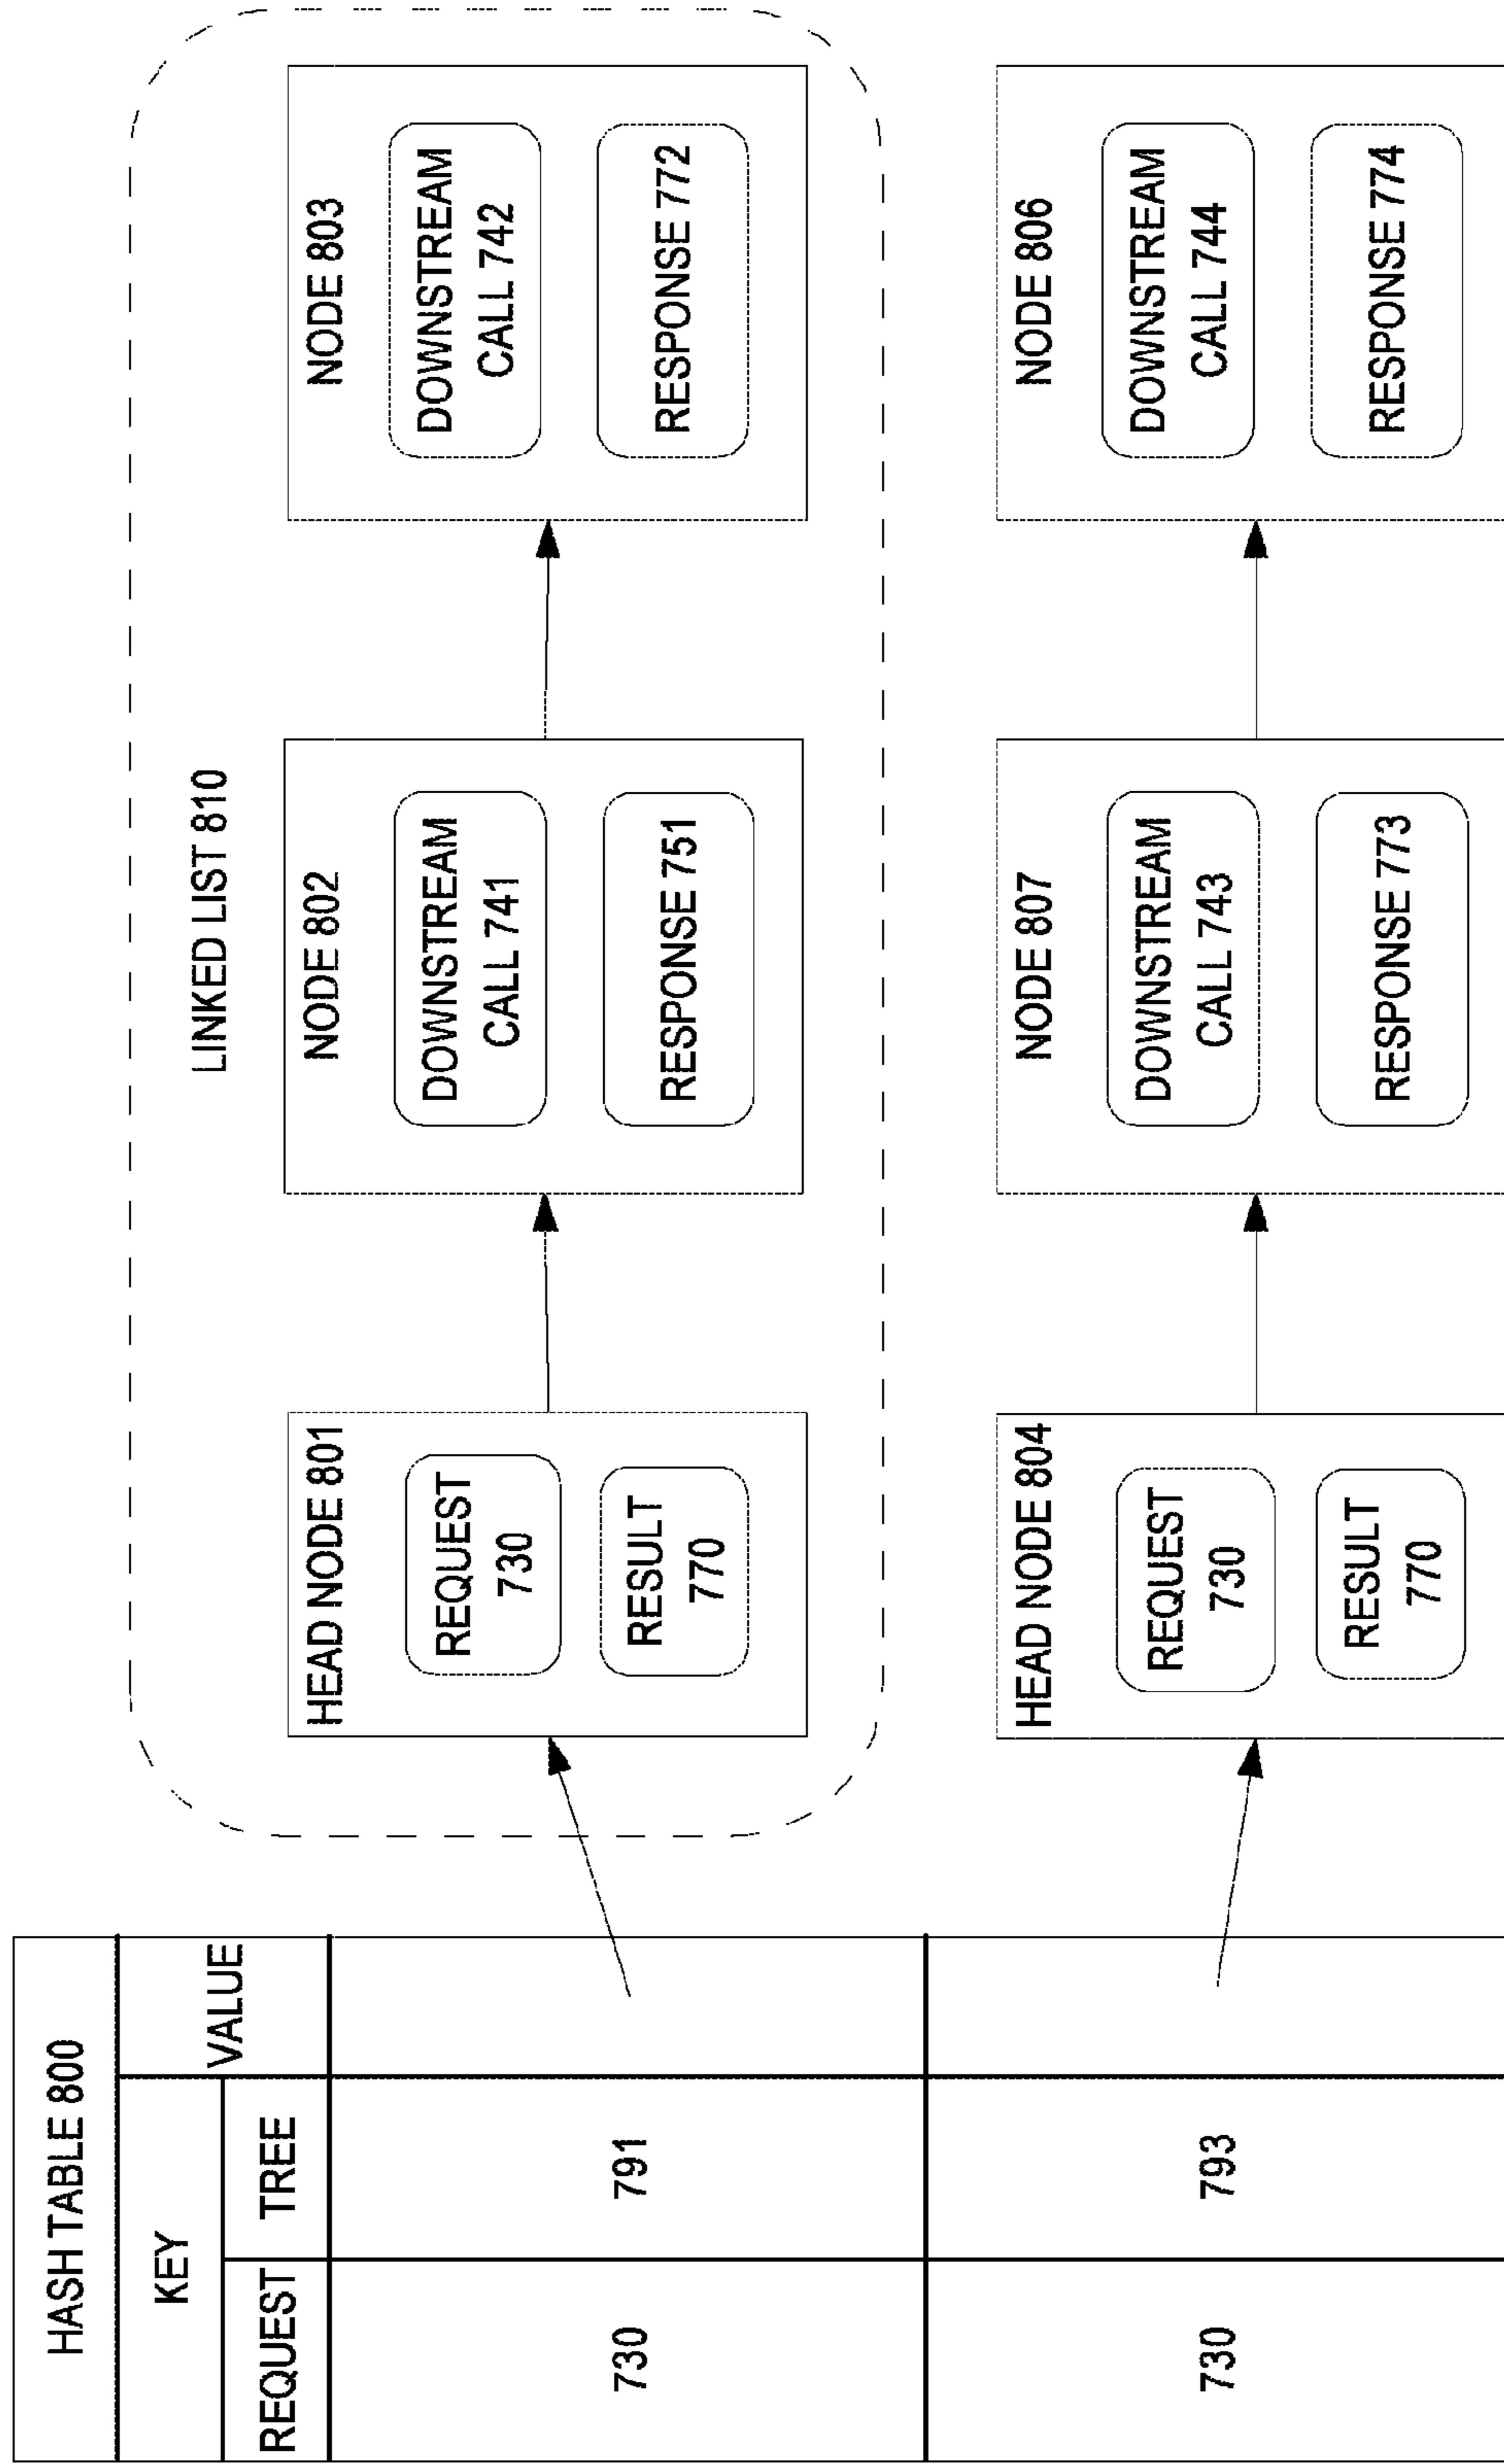 HASH TABLE 800
KEY
VALUE
REQUEST
TREE
730
791
730
793
LINKED LIST 810
HEAD NODE 801
REQUEST
730
RESULT
770
NODE 802
DOWNSTREAM
CALL 741
RESPONSE 751
NODE 803
DOWNSTREAM
CALL 742
RESPONSE 772
HEAD NODE 804
REQUEST
730
RESULT
770
NODE 807
DOWNSTREAM
CALL 743
RESPONSE 773
NODE 806
DOWNSTREAM
CALL 744
RESPONSE 774